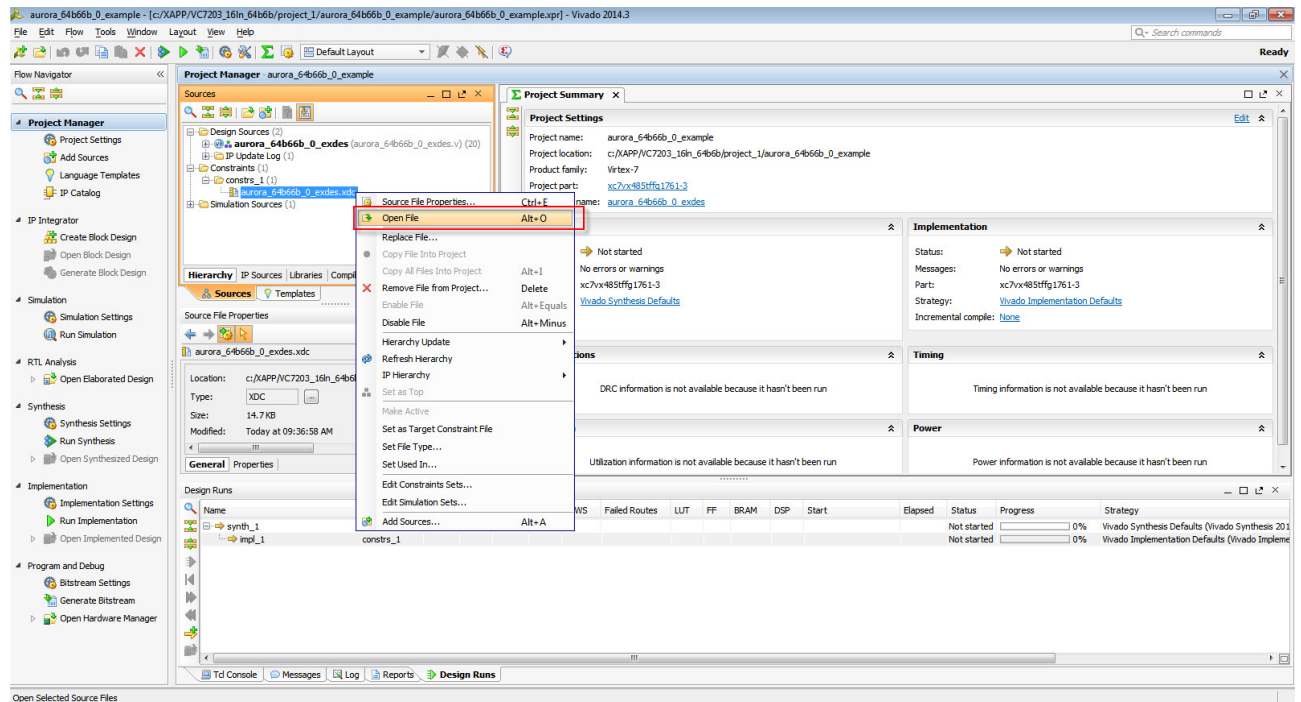 aurora_64b66b_0_example - [c:/XAPP/VC7203_16ln_64b6b/project_1/aurora_64b66b_0_example/aurora_64b66b_0_example.xpr] - Vivado 2014.3
File Edit Flow Tools Window Layout View Help
Search commands
Default Layout
Ready
Flow Navigator
Project Manager - aurora_64b66b_0_example
Sources
Project Summary
Project Manager
Project Settings
Add Sources
Language Templates
IP Catalog
IP Integrator
Create Block Design
Open Block Design
Generate Block Design
Simulation
Simulation Settings
Run Simulation
RTL Analysis
Open Elaborated Design
Synthesis
Synthesis Settings
Run Synthesis
Open Synthesized Design
Implementation
Implementation Settings
Run Implementation
Open Implemented Design
Program and Debug
Bitstream Settings
Generate Bitstream
Open Hardware Manager
Design Sources (2)
aurora_64b66b_0_exdes (aurora_64b66b_0_exdes.v) (20)
IP Update Log (1)
Constraints (1)
constrs_1 (1)
aurora_64b66b_0_exdes.xdc
Simulation Sources (1)
Hierarchy IP Sources Libraries Compil
Sources Templates
Source File Properties
aurora_64b66b_0_exdes.xdc
Location: c:/XAPP/VC7203_16ln_64b6b
Type: XDC ...
Size: 14.7 KB
Modified: Today at 09:36:58 AM
General Properties
Source File Properties... Ctrl+E
Open File Alt+O
Replace File...
Copy File Into Project
Copy All Files Into Project Alt+I
Remove File from Project... Delete
Enable File Alt+Equals
Disable File Alt+Minus
Hierarchy Update
Refresh Hierarchy
IP Hierarchy
Set as Top
Make Active
Set as Target Constraint File
Set File Type...
Set Used In...
Edit Constraints Sets...
Edit Simulation Sets...
Add Sources... Alt+A
Project Settings Edit
Project name: aurora_64b66b_0_example
Project location: c:/XAPP/VC7203_16ln_64b6b/project_1/aurora_64b66b_0_example
Product family: Virtex-7
Project part: xc7vx485tffg1761-3
name: aurora_64b66b_0_exdes
Not started
No errors or warnings
xc7vx485tffg1761-3
Vivado Synthesis Defaults
Implementation
Status: Not started
Messages: No errors or warnings
Part: xc7vx485tffg1761-3
Strategy: Vivado Implementation Defaults
Incremental compile: None
tions
DRC information is not available because it hasn't been run
Timing
Timing information is not available because it hasn't been run
Utilization information is not available because it hasn't been run
Power
Power information is not available because it hasn't been run
Design Runs
Name WS Failed Routes LUT FF BRAM DSP Start Elapsed Status Progress Strategy
synth_1 Not started 0% Vivado Synthesis Defaults (Vivado Synthesis 201
impl_1 constrs_1 Not started 0% Vivado Implementation Defaults (Vivado Impleme
Tcl Console Messages Log Reports Design Runs
Open Selected Source Files